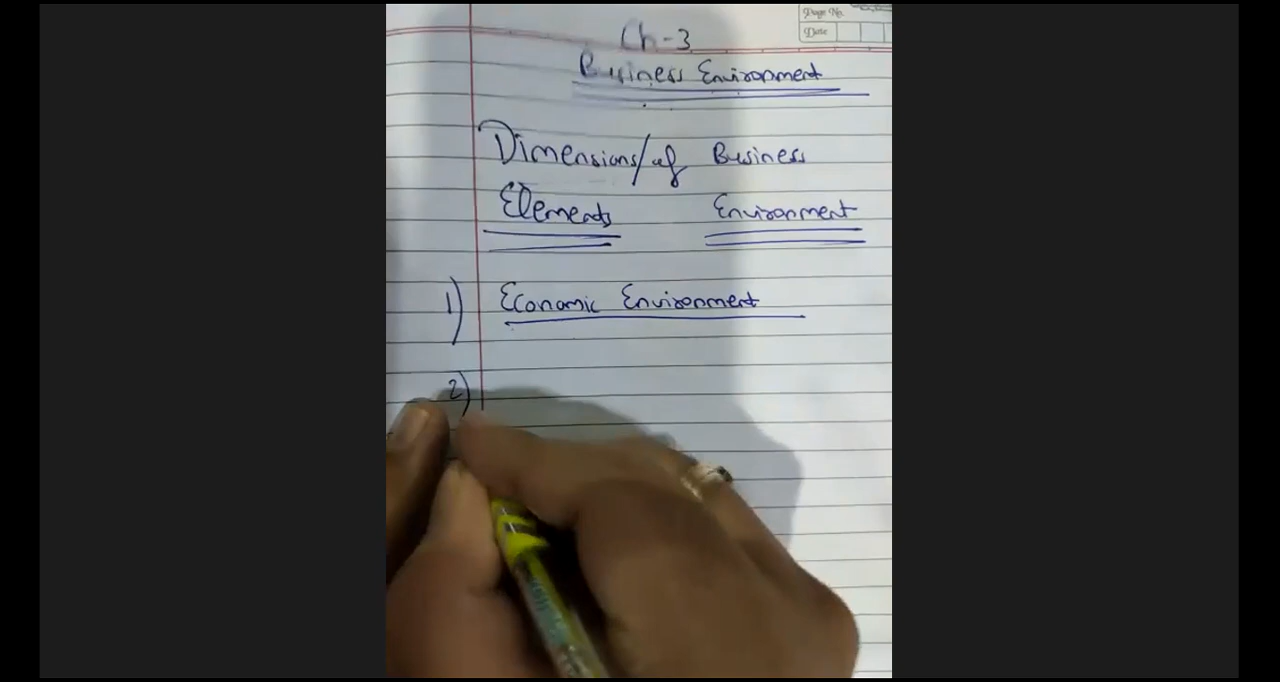 Page No.
Date
Ch-3
Business Environment
Dimensions/of Business
Elements Environment
1) Economic Environment
2)